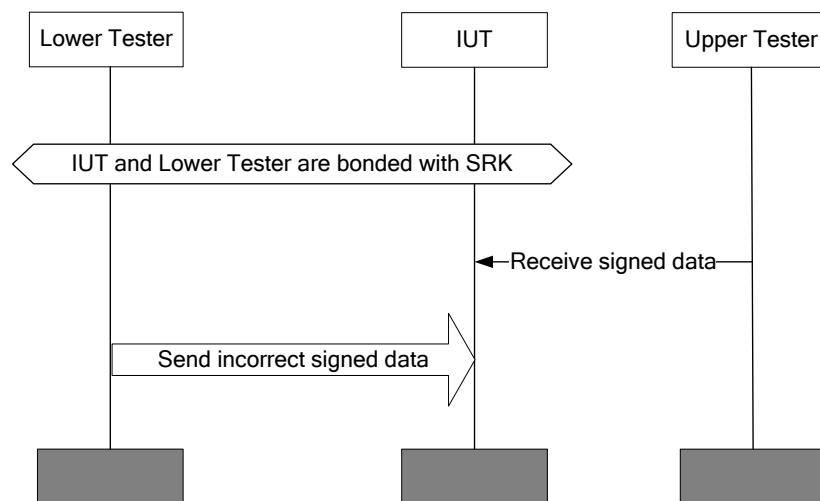 Lower Tester
IUT
Upper Tester
IUT and Lower Tester are bonded with SRK
Receive signed data
Send incorrect signed data